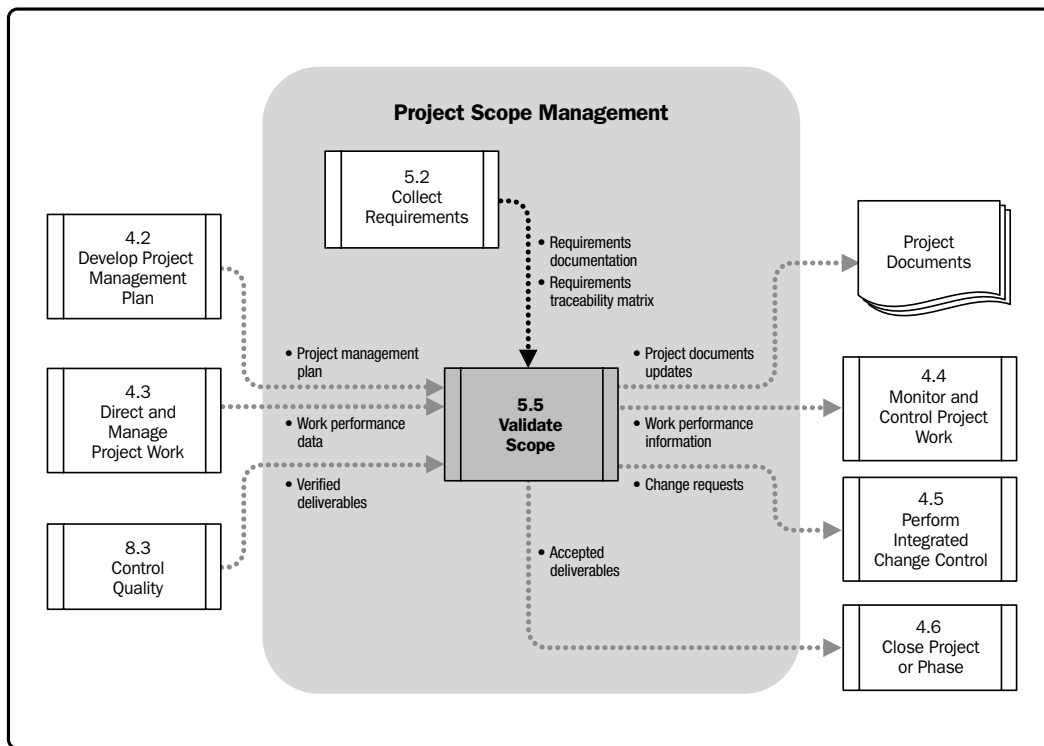 Project Scope Management
5.2
Collect
Requirements
• Requirements
documentation
• Requirements
traceability matrix
4.2
Develop Project
Management
Plan
4.3
Direct and
Manage
Project Work
8.3
Control
Quality
• Project management
plan
• Work performance
data
• Verified
deliverables
5.5
Validate
Scope
• Project documents
updates
• Work performance
information
• Change requests
• Accepted
deliverables
Project
Documents
4.4
Monitor and
Control Project
Work
4.5
Perform
Integrated
Change Control
4.6
Close Project
or Phase